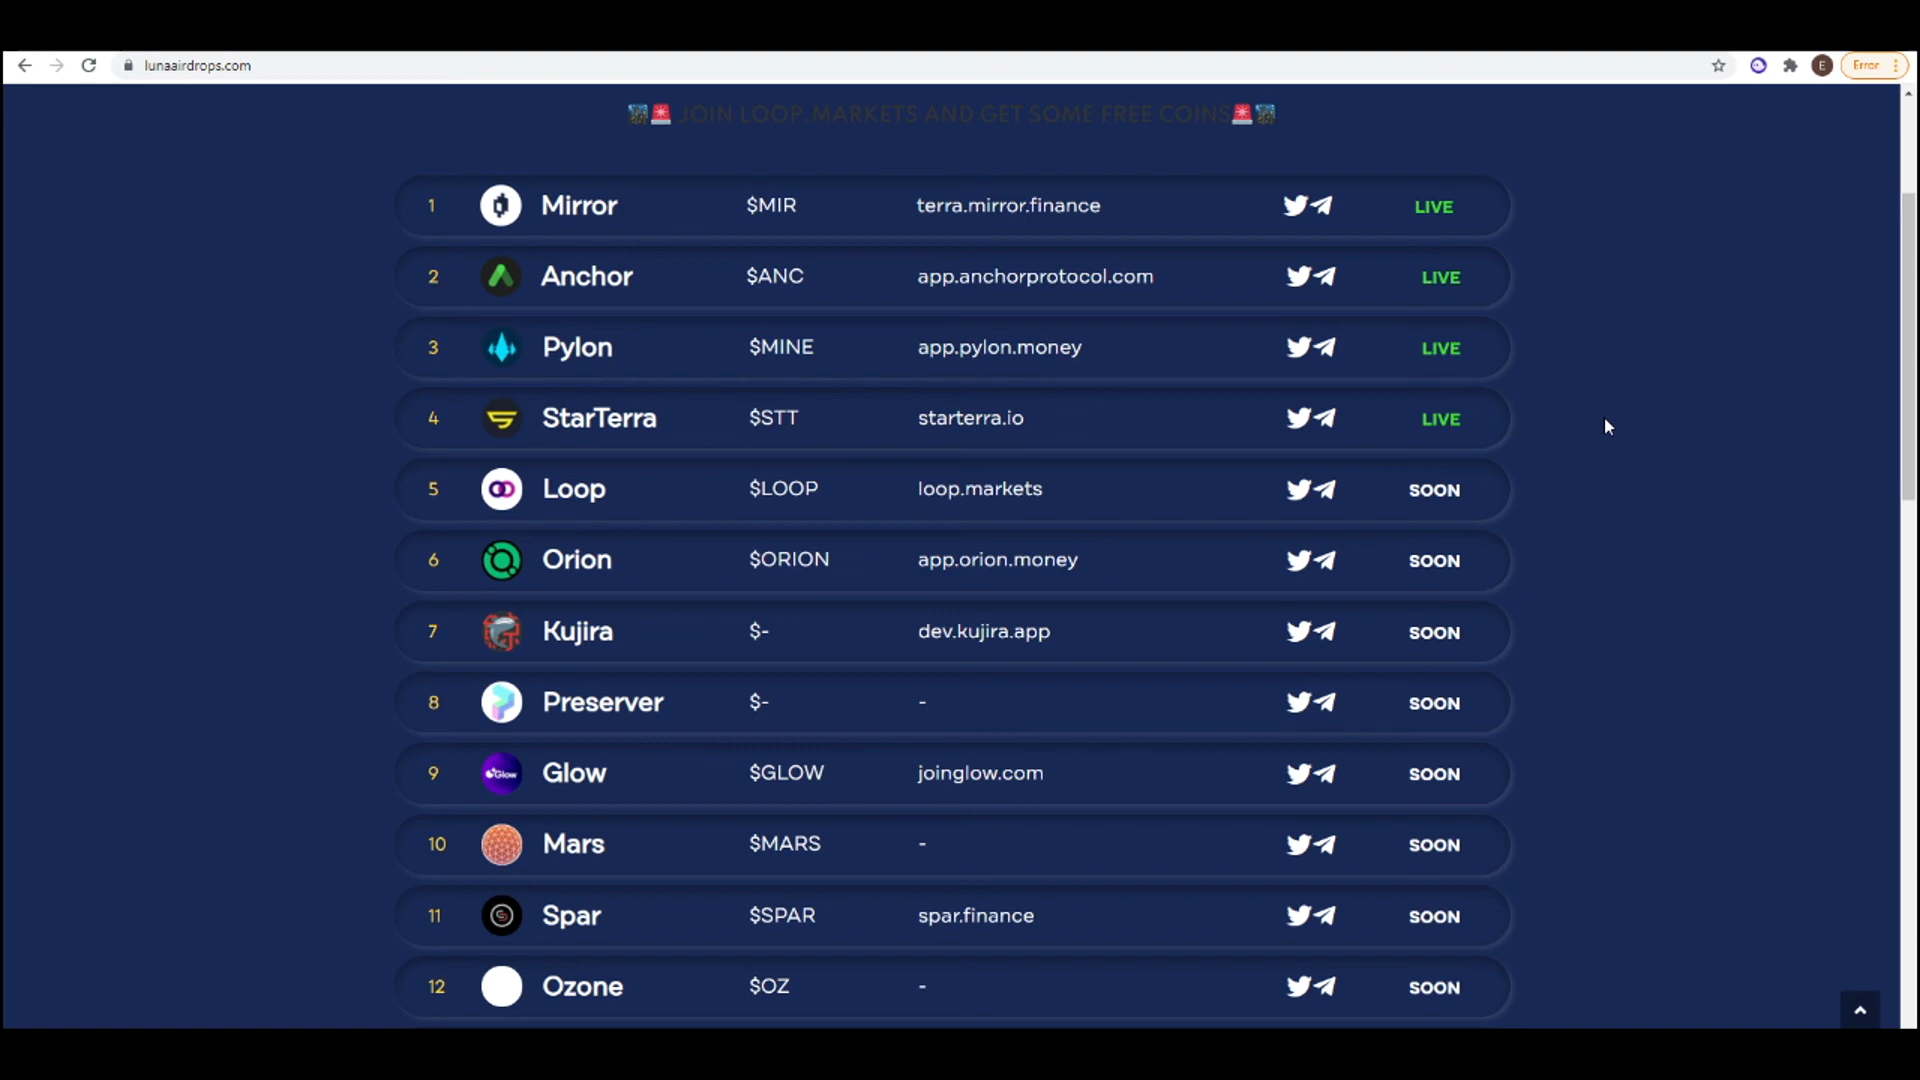 lunaairdrops.com
E
Error
JOIN LOOP.MARKETS AND GET SOME FREE COINS
1 Mirror $MIR terra.mirror.finance LIVE
2 Anchor $ANC app.anchorprotocol.com LIVE
3 Pylon $MINE app.pylon.money LIVE
4 StarTerra $STT starterra.io LIVE
5 Loop $LOOP loop.markets SOON
6 Orion $ORION app.orion.money SOON
7 Kujira $- dev.kujira.app SOON
8 Preserver $- - SOON
9 Glow Glow $GLOW joinglow.com SOON
10 Mars $MARS - SOON
11 Spar $SPAR spar.finance SOON
12 Ozone $OZ - SOON